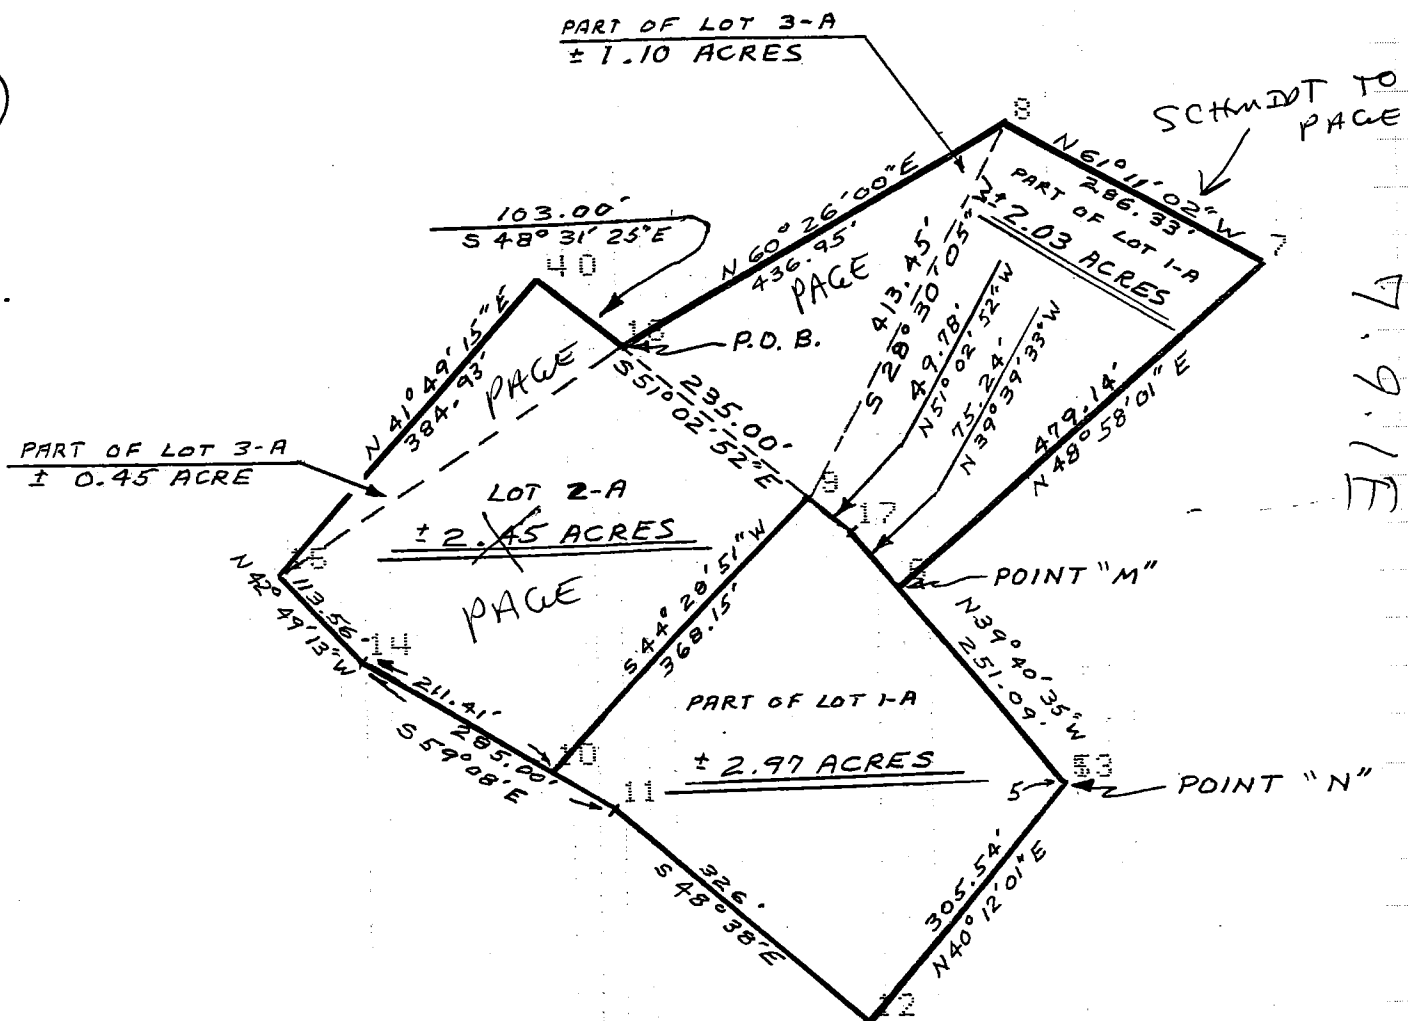 PART OF LOT 3-A
± 1.10 ACRES
8
SCHMIDT TO
PAGE
N 61° 11' 02" W
286.33'
PART OF LOT 1-A
± 2.03 ACRES
7
103.00'
S 48° 31' 25" E
40
N 60° 26' 00" E
436.95'
PAGE
413.45'
S 28° 30' 05" W
49.78'
N 51° 02' 52" W
75.24'
N 39° 39' 33" W
479.14'
N 48° 58' 01" E
P.O.B.
N 41° 49' 15" E
384.93'
PAGE
235.00'
S 51° 02' 52" E
PART OF LOT 3-A
± 0.45 ACRE
LOT 2-A
± 2.45 ACRES
PAGE
9
17
POINT "M"
15
N 42° 49' 13" W
113.56'
14
S 44° 28' 51" W
368.15'
N 39° 40' 35" W
251.09'
211.41'
285.00'
S 59° 08' E
10
11
PART OF LOT 1-A
± 2.97 ACRES
53
5
POINT "N"
326'
S 48° 38' E
305.54'
N 40° 12' 01" E
12